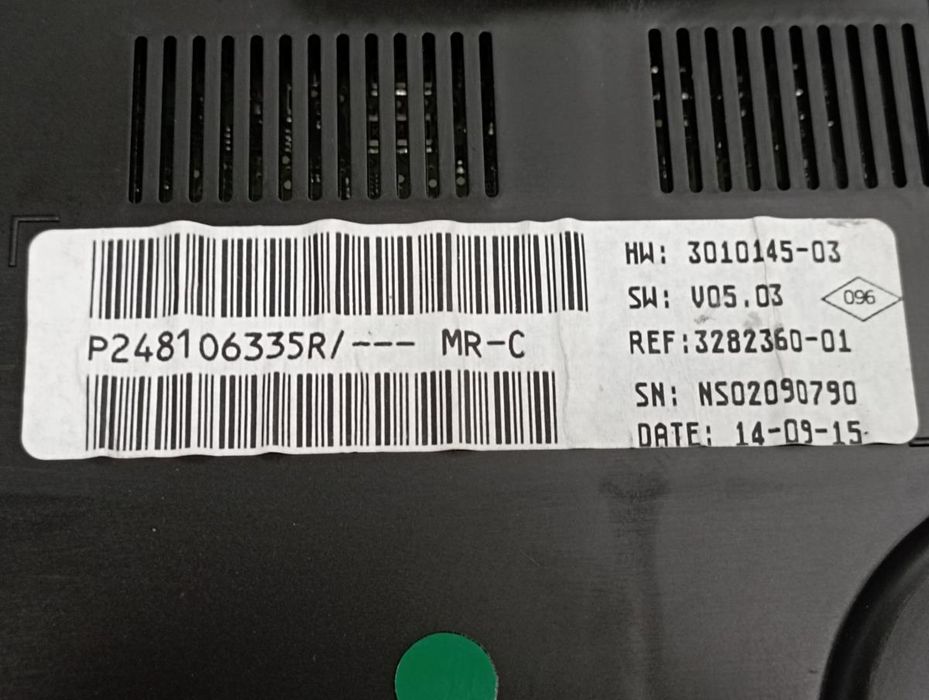 P248106335R/--- MR-C
HW: 3010145-03
SW: V05.03
096
REF:3282360-01
SN: NS02090790
DATE: 14-09-15